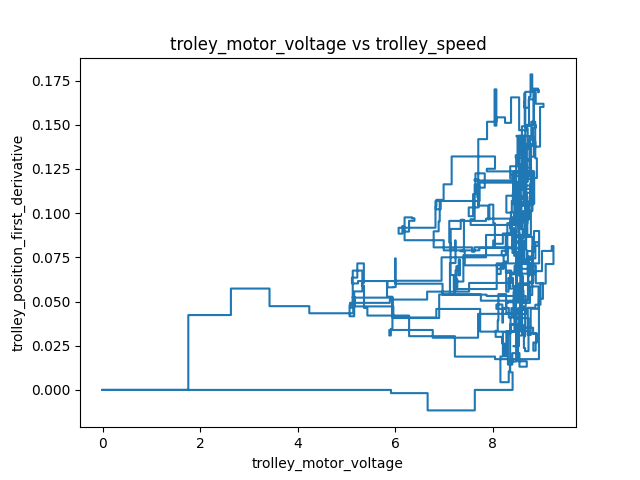 troley_motor_voltage vs trolley_speed
0.175
0.150
0.125
0.100
0.075
0.050
0.025
0.000
trolley_position_first_derivative
0 2 4 6 8
trolley_motor_voltage